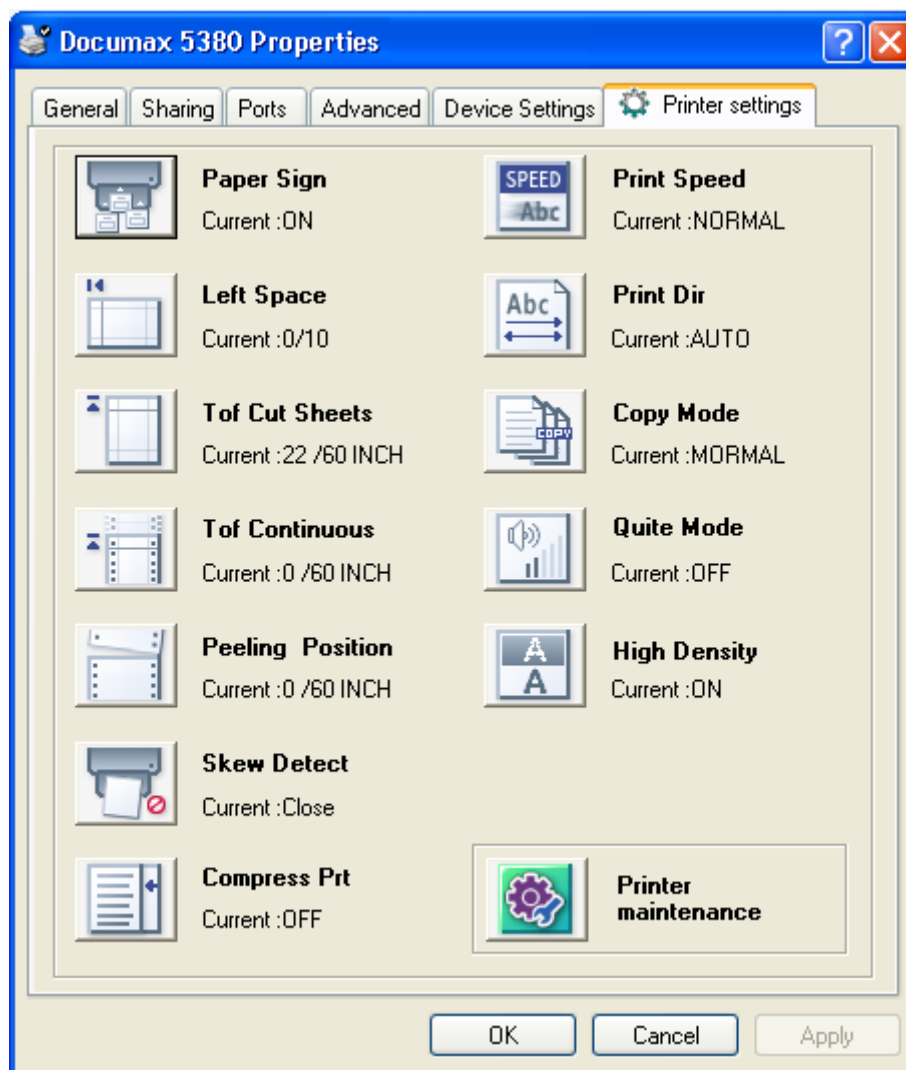 Documax 5380 Properties
General
Sharing
Ports
Advanced
Device Settings
Printer settings
Paper Sign
Current :ON
Left Space
Current :0/10
Tof Cut Sheets
Current :22 /60 INCH
Tof Continuous
Current :0 /60 INCH
Peeling  Position
Current :0 /60 INCH
Skew Detect
Current :Close
Compress Prt
Current :OFF
SPEED
Abc
Print Speed
Current :NORMAL
Abc
Print Dir
Current :AUTO
COPY
Copy Mode
Current :MORMAL
Quite Mode
Current :OFF
A
A
High Density
Current :ON
Printer
maintenance
OK
Cancel
Apply